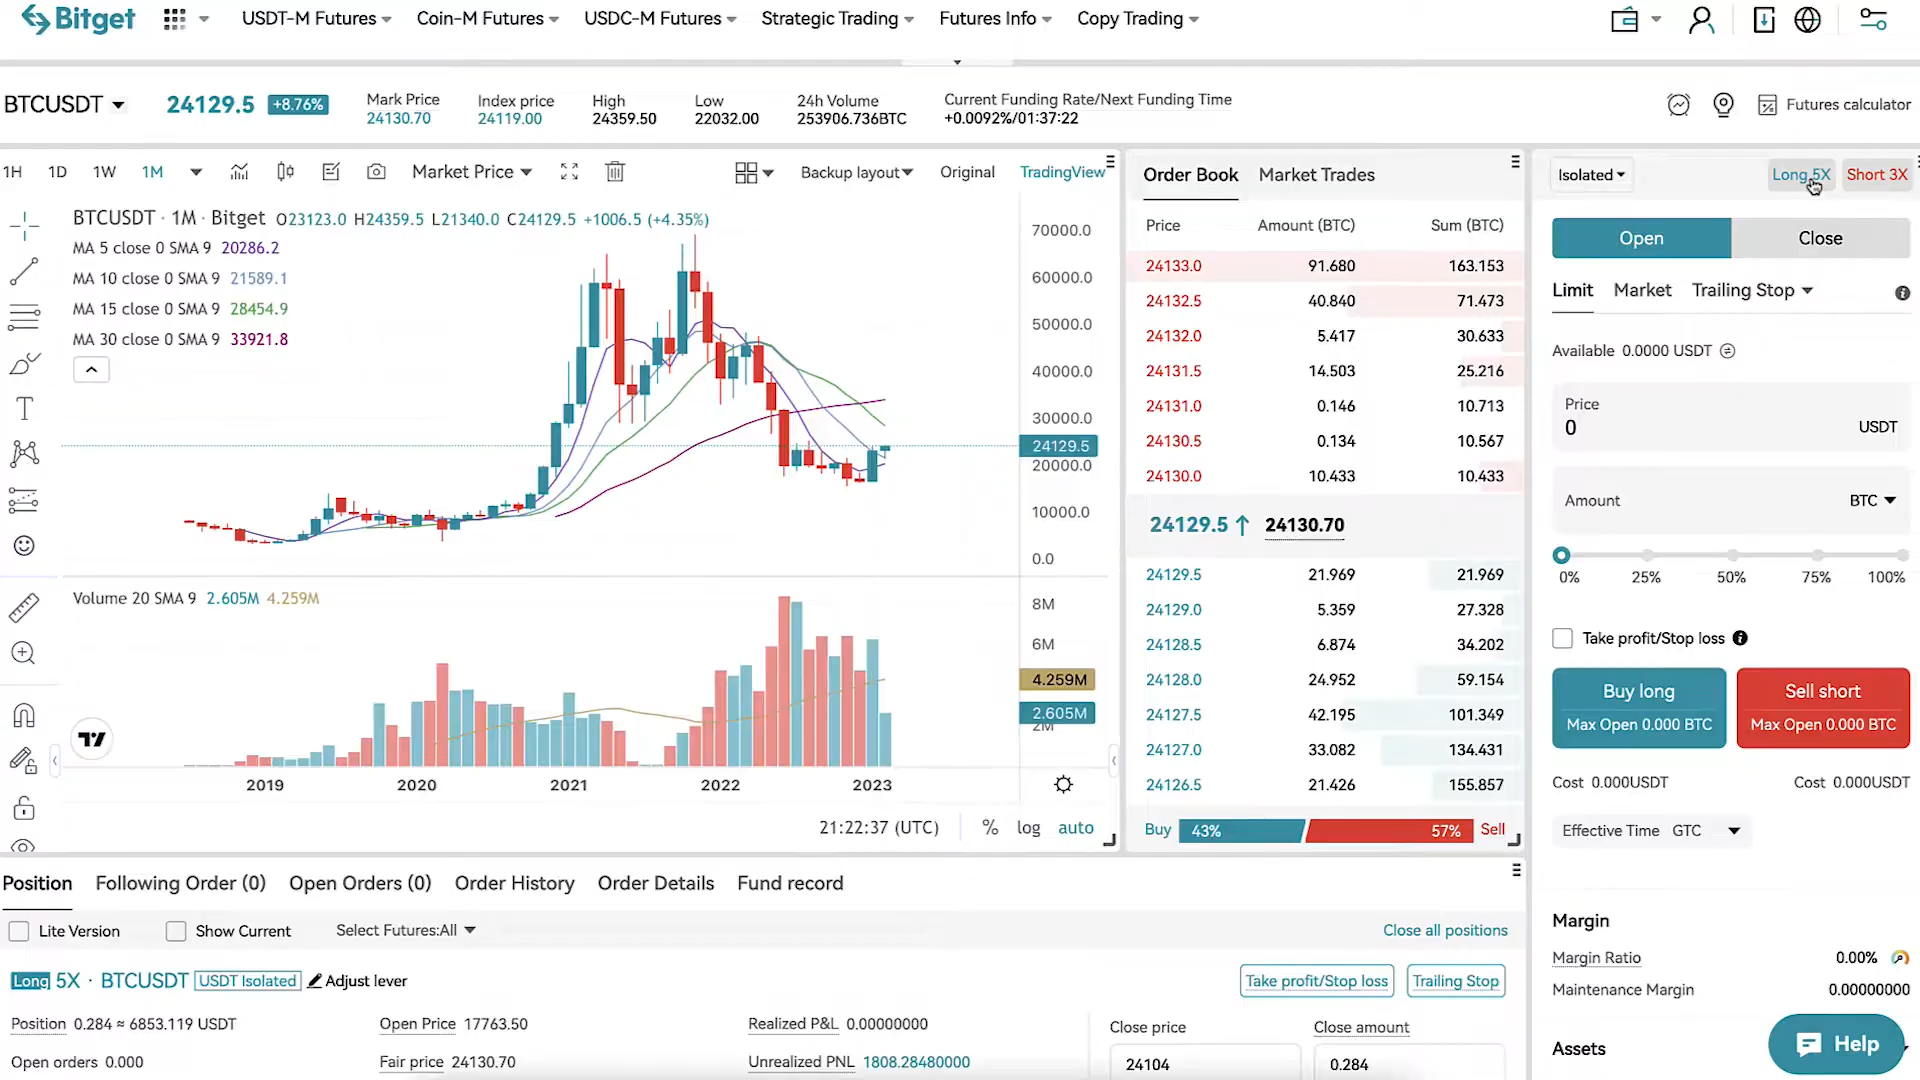 Bitget USDT-M Futures Coin-M Futures USDC-M Futures Strategic Trading Futures Info Copy Trading
BTCUSDT 24129.5 +8.76%
Mark Price
24130.70
Index price
24119.00
High
24359.50
Low
22032.00
24h Volume
253906.736BTC
Current Funding Rate/Next Funding Time
+0.0092%/01:37:22
Futures calculator
1H 1D 1W 1M Market Price Backup layout Original TradingView
BTCUSDT · 1M · Bitget O23123.0 H24359.5 L21340.0 C24129.5 +1006.5 (+4.35%)
MA 5 close 0 SMA 9 20286.2
MA 10 close 0 SMA 9 21589.1
MA 15 close 0 SMA 9 28454.9
MA 30 close 0 SMA 9 33921.8
70000.0
60000.0
50000.0
40000.0
30000.0
24129.5
20000.0
10000.0
0.0
Volume 20 SMA 9 2.605M 4.259M
8M
6M
4.259M
2.605M
2M
2019 2020 2021 2022 2023
21:22:37 (UTC) % log auto
Order Book Market Trades
Price Amount (BTC) Sum (BTC)
24133.0 91.680 163.153
24132.5 40.840 71.473
24132.0 5.417 30.633
24131.5 14.503 25.216
24131.0 0.146 10.713
24130.5 0.134 10.567
24130.0 10.433 10.433
24129.5 ↑ 24130.70
24129.5 21.969 21.969
24129.0 5.359 27.328
24128.5 6.874 34.202
24128.0 24.952 59.154
24127.5 42.195 101.349
24127.0 33.082 134.431
24126.5 21.426 155.857
Buy 43% 57% Sell
Isolated Long 5X Short 3X
Open Close
Limit Market Trailing Stop
Available 0.0000 USDT
Price
0 USDT
Amount BTC
0% 25% 50% 75% 100%
Take profit/Stop loss
Buy long
Max Open 0.000 BTC
Sell short
Max Open 0.000 BTC
Cost 0.000USDT Cost 0.000USDT
Effective Time GTC
Margin
Margin Ratio 0.00%
Maintenance Margin 0.00000000
Assets
Help
Position Following Order (0) Open Orders (0) Order History Order Details Fund record
Lite Version Show Current Select Futures:All Close all positions
Long 5X · BTCUSDT USDT Isolated Adjust lever Take profit/Stop loss Trailing Stop
Position 0.284 ≈ 6853.119 USDT Open Price 17763.50 Realized P&L 0.00000000 Close price Close amount
Open orders 0.000 Fair price 24130.70 Unrealized PNL 1808.28480000 24104 0.284